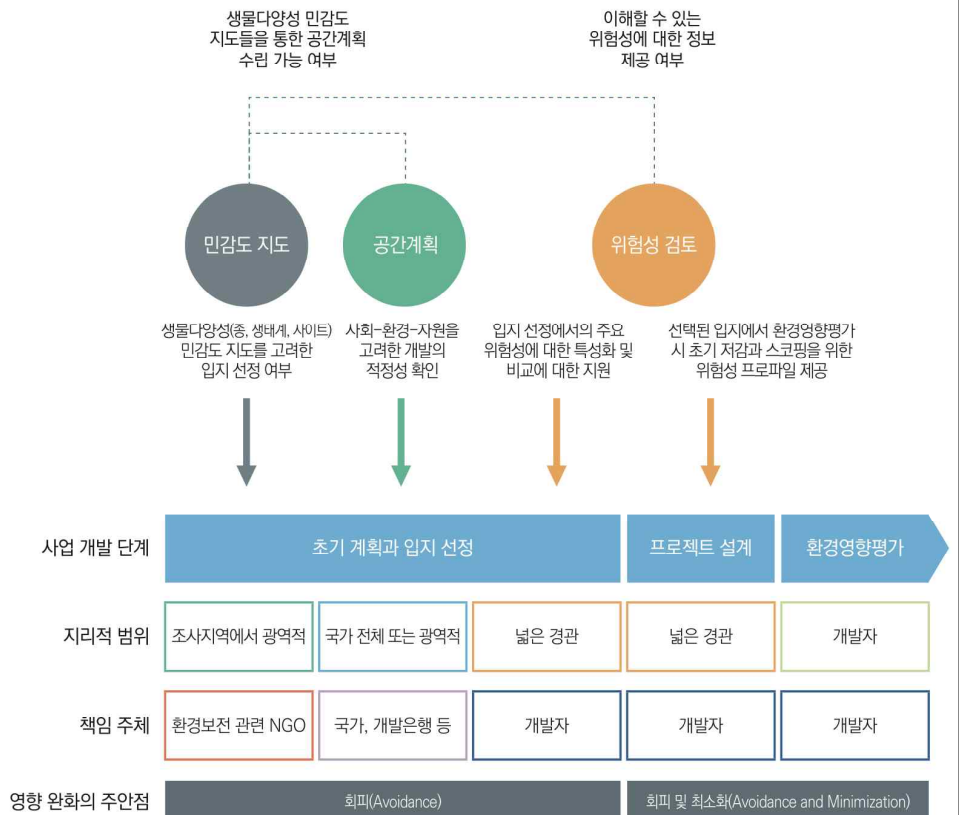 생물다양성 민감도
지도들을 통한 공간계획
수립 가능 여부
이해할 수 있는
위험성에 대한 정보
제공 여부
민감도 지도
공간계획
위험성 검토
생물다양성(종, 생태계, 사이트)
민감도 지도를 고려한
입지 선정 여부
사회-환경-자원을
고려한 개발의
적정성 확인
입지 선정에서의 주요
위험성에 대한 특성화 및
비교에 대한 지원
선택된 입지에서 환경영향평가
시 초기 저감과 스코핑을 위한
위험성 프로파일 제공
사업 개발 단계
초기 계획과 입지 선정
프로젝트 설계
환경영향평가
지리적 범위
조사지역에서 광역적
국가 전체 또는 광역적
넓은 경관
넓은 경관
개발자
책임 주체
환경보전 관련 NGO
국가, 개발은행 등
개발자
개발자
개발자
영향 완화의 주안점
회피(Avoidance)
회피 및 최소화(Avoidance and Minimization)